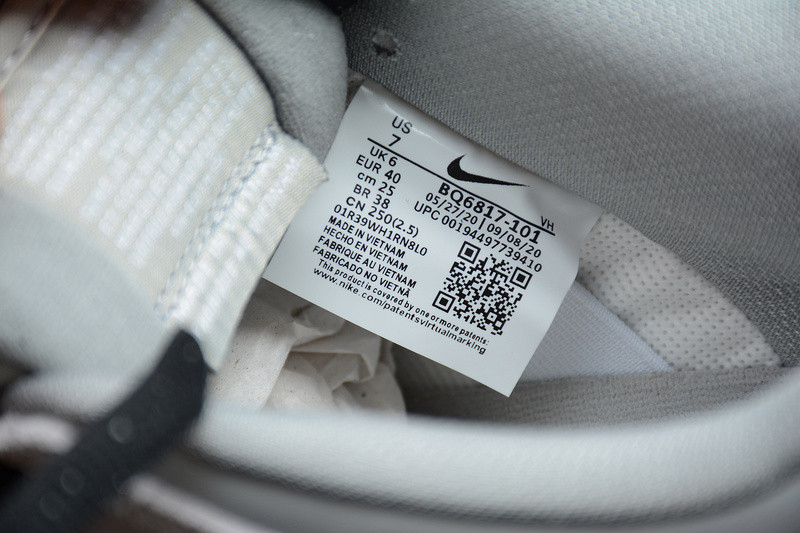 US
7
UK 6
EUR 40
cm 25
BR 38
CN 250(2.5)
01R39WH1RN8L0
BQ6817-101
05/27/20 | 09/08/20
UPC 00194497739410
VH
MADE IN VIETNAM
HECHO EN VIETNAM
FABRIQUE AU VIETNAM
FABRICADO NO VIETNÃ
This product is covered by one or more patents:
www.nike.com/patentsvirtualmarking